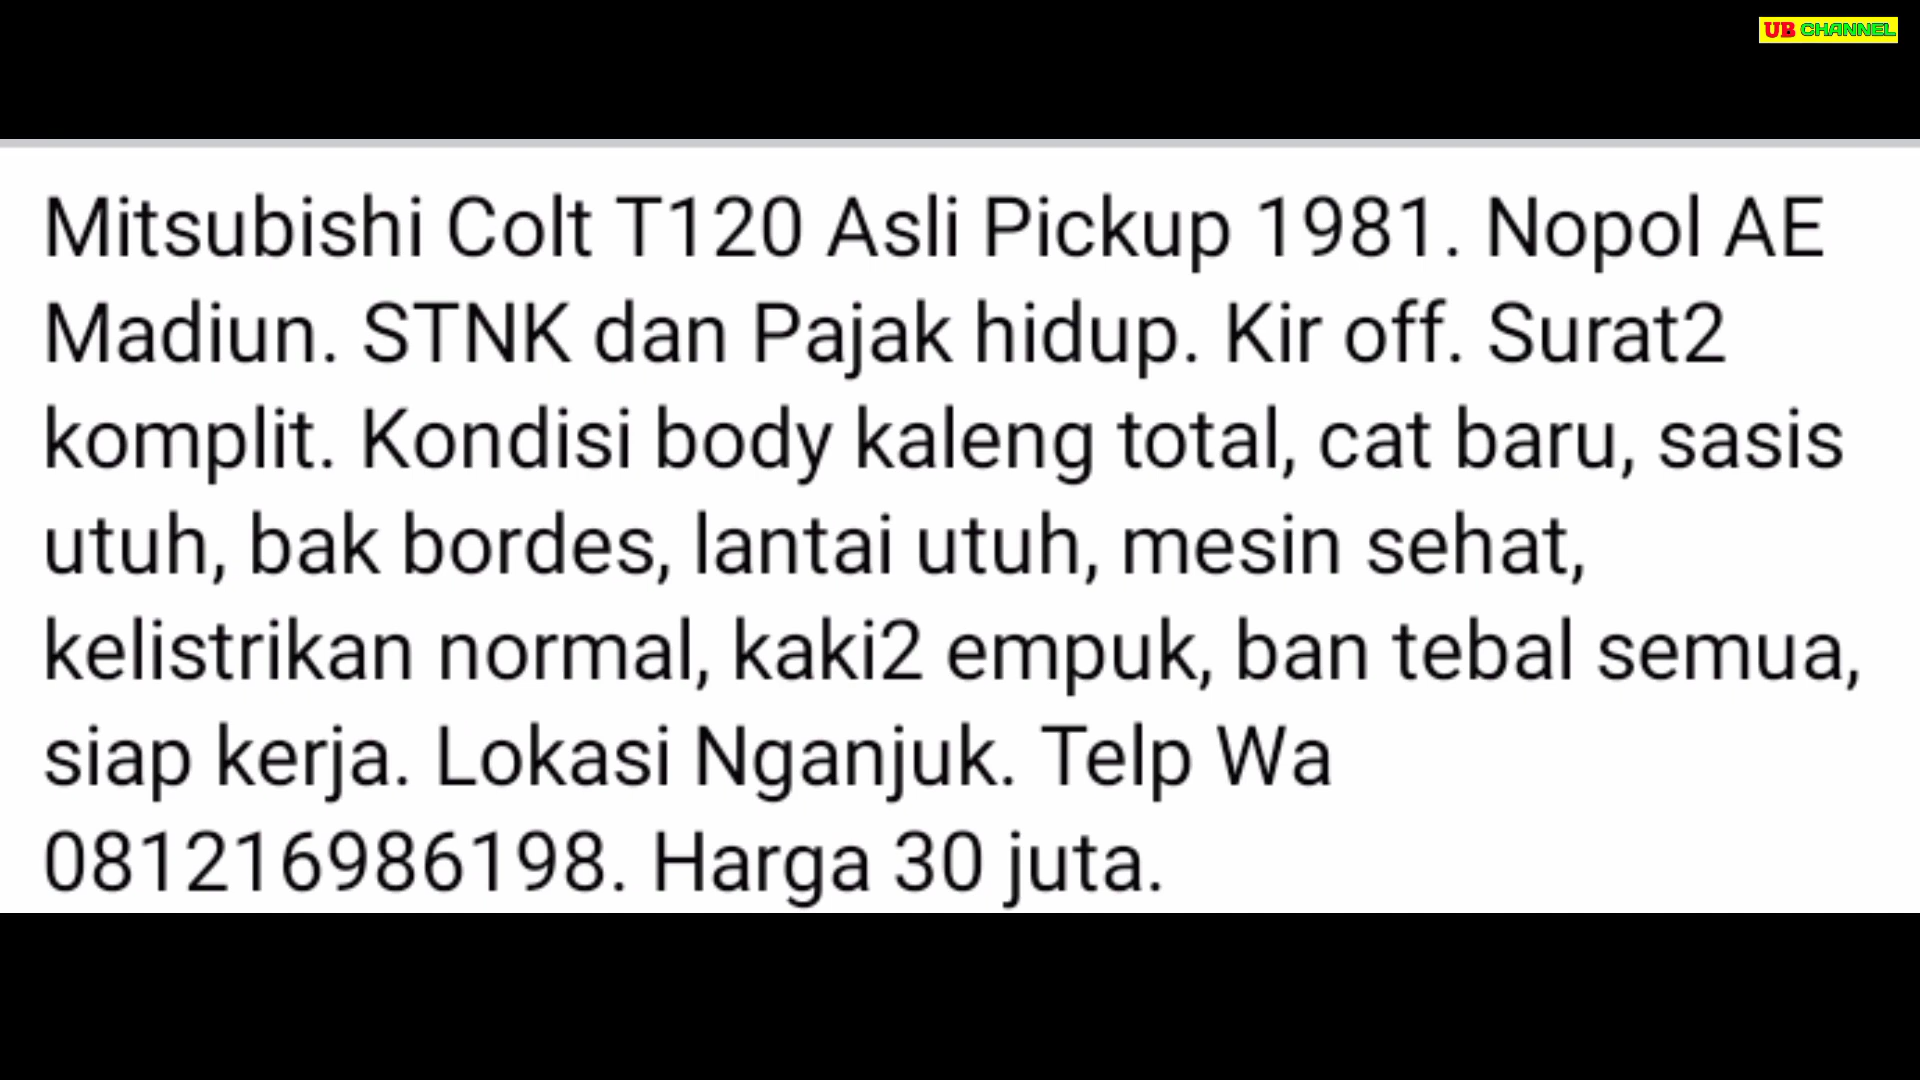 UB CHANNEL
Mitsubishi Colt T120 Asli Pickup 1981. Nopol AE
Madiun. STNK dan Pajak hidup. Kir off. Surat2
komplit. Kondisi body kaleng total, cat baru, sasis
utuh, bak bordes, lantai utuh, mesin sehat,
kelistrikan normal, kaki2 empuk, ban tebal semua,
siap kerja. Lokasi Nganjuk. Telp Wa
081216986198. Harga 30 juta.